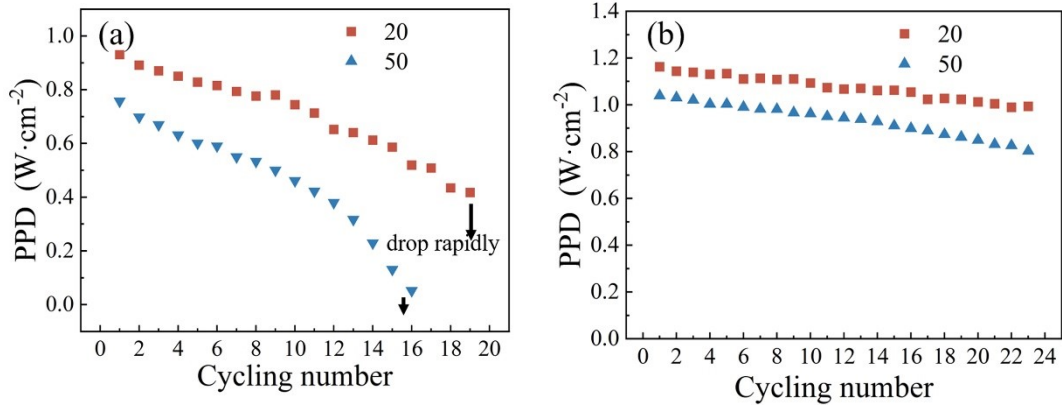 (a)
20
50
PPD (W·cm⁻²)
1.0
0.8
0.6
0.4
0.2
0.0
drop rapidly
0 2 4 6 8 10 12 14 16 18 20
Cycling number
(b)
20
50
PPD (W·cm⁻²)
1.4
1.2
1.0
0.8
0.6
0.4
0.2
0.0
0 2 4 6 8 10 12 14 16 18 20 22 24
Cycling number